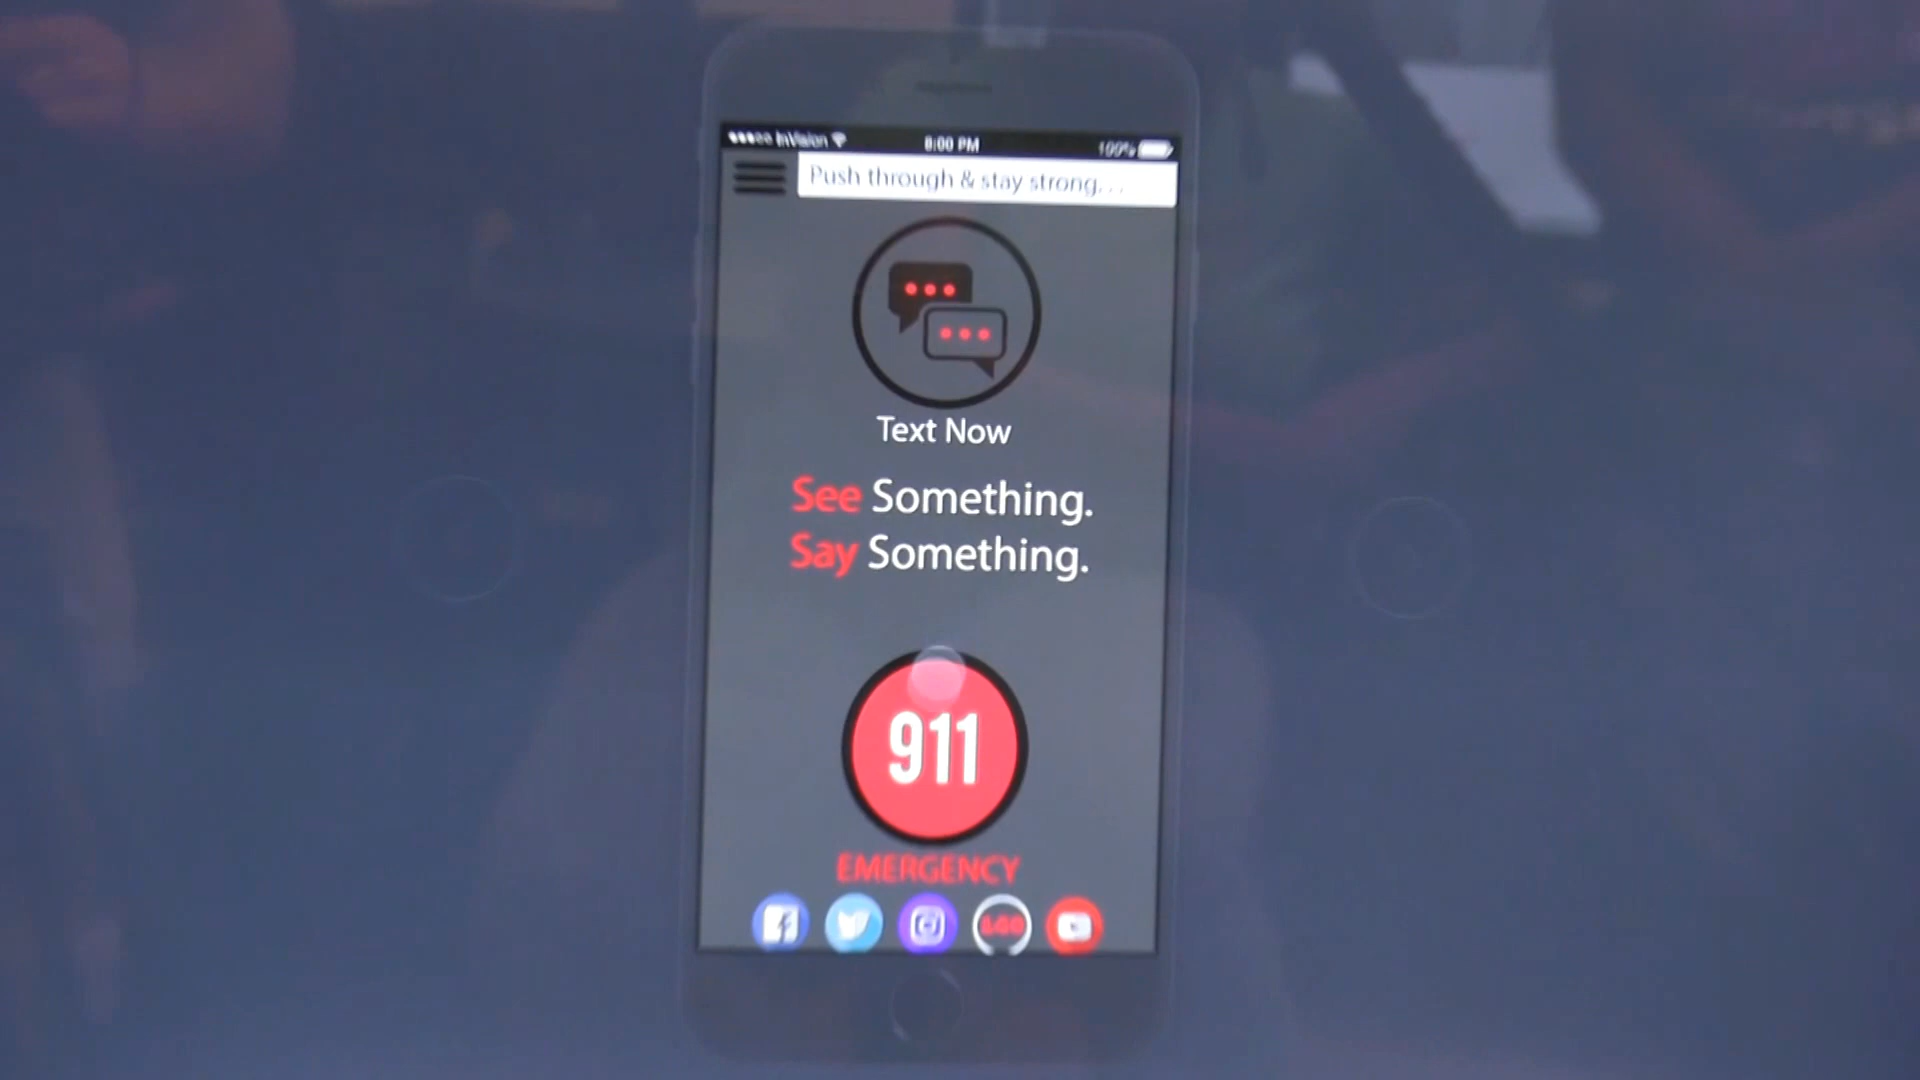 InVision
8:00 PM
100%
Push through & stay strong. . .
Text Now
See Something.
Say Something.
911
EMERGENCY